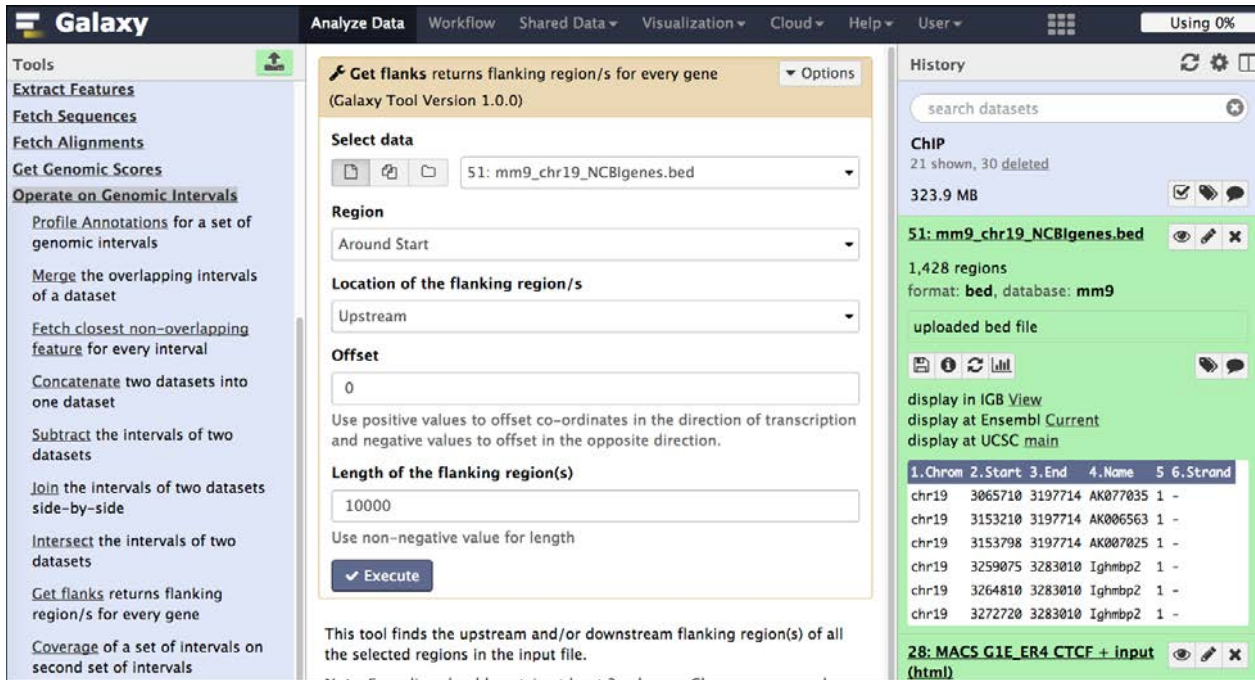 Galaxy
Analyze Data
Workflow
Shared Data
Visualization
Cloud
Help
User
Using 0%
Tools
Extract Features
Fetch Sequences
Fetch Alignments
Get Genomic Scores
Operate on Genomic Intervals
Profile Annotations for a set of
genomic intervals
Merge the overlapping intervals
of a dataset
Fetch closest non-overlapping
feature for every interval
Concatenate two datasets into
one dataset
Subtract the intervals of two
datasets
Join the intervals of two datasets
side-by-side
Intersect the intervals of two
datasets
Get flanks returns flanking
region/s for every gene
Coverage of a set of intervals on
second set of intervals
Get flanks returns flanking region/s for every gene
(Galaxy Tool Version 1.0.0)
Options
Select data
51: mm9_chr19_NCBIgenes.bed
Region
Around Start
Location of the flanking region/s
Upstream
Offset
0
Use positive values to offset co-ordinates in the direction of transcription
and negative values to offset in the opposite direction.
Length of the flanking region(s)
10000
Use non-negative value for length
Execute
This tool finds the upstream and/or downstream flanking region(s) of all
the selected regions in the input file.
History
search datasets
ChIP
21 shown, 30 deleted
323.9 MB
51: mm9_chr19_NCBIgenes.bed
1,428 regions
format: bed, database: mm9
uploaded bed file
display in IGB View
display at Ensembl Current
display at UCSC main
1.Chrom 2.Start 3.End 4.Name 5 6.Strand
chr19 3065710 3197714 AK077035 1 -
chr19 3153210 3197714 AK006563 1 -
chr19 3153798 3197714 AK007025 1 -
chr19 3259075 3283010 Ighmbp2 1 -
chr19 3264810 3283010 Ighmbp2 1 -
chr19 3272720 3283010 Ighmbp2 1 -
28: MACS G1E_ER4 CTCF + input
(html)